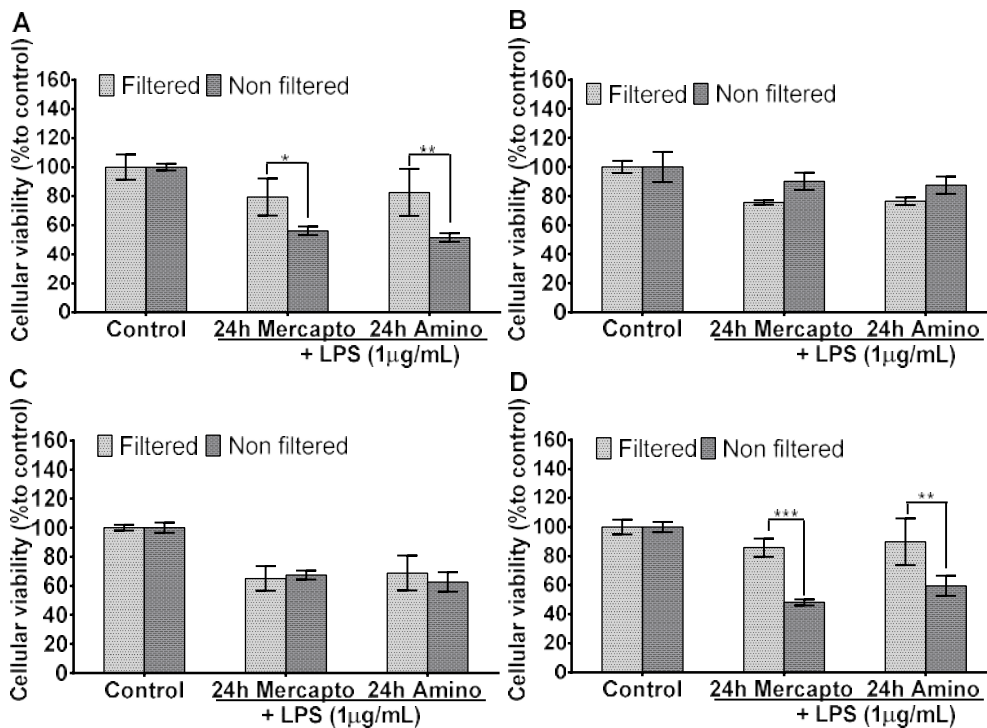 A
Cellular viability (%to control)
160
140
120
100
80
60
40
20
0
Filtered Non filtered
* **
Control 24h Mercapto 24h Amino
+ LPS (1µg/mL)
B
Cellular viability (%to control)
160
140
120
100
80
60
40
20
0
Filtered Non filtered
Control 24h Mercapto 24h Amino
+ LPS (1µg/mL)
C
Cellular viability (%to control)
160
140
120
100
80
60
40
20
0
Filtered Non filtered
Control 24h Mercapto 24h Amino
+ LPS (1µg/mL)
D
Cellular viability (%to control)
160
140
120
100
80
60
40
20
0
Filtered Non filtered
*** **
Control 24h Mercapto 24h Amino
+ LPS (1µg/mL)